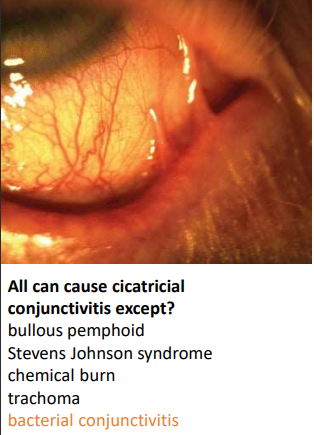 All can cause cicatricial
conjunctivitis except?
bullous pemphoid
Stevens Johnson syndrome
chemical burn
trachoma
bacterial conjunctivitis